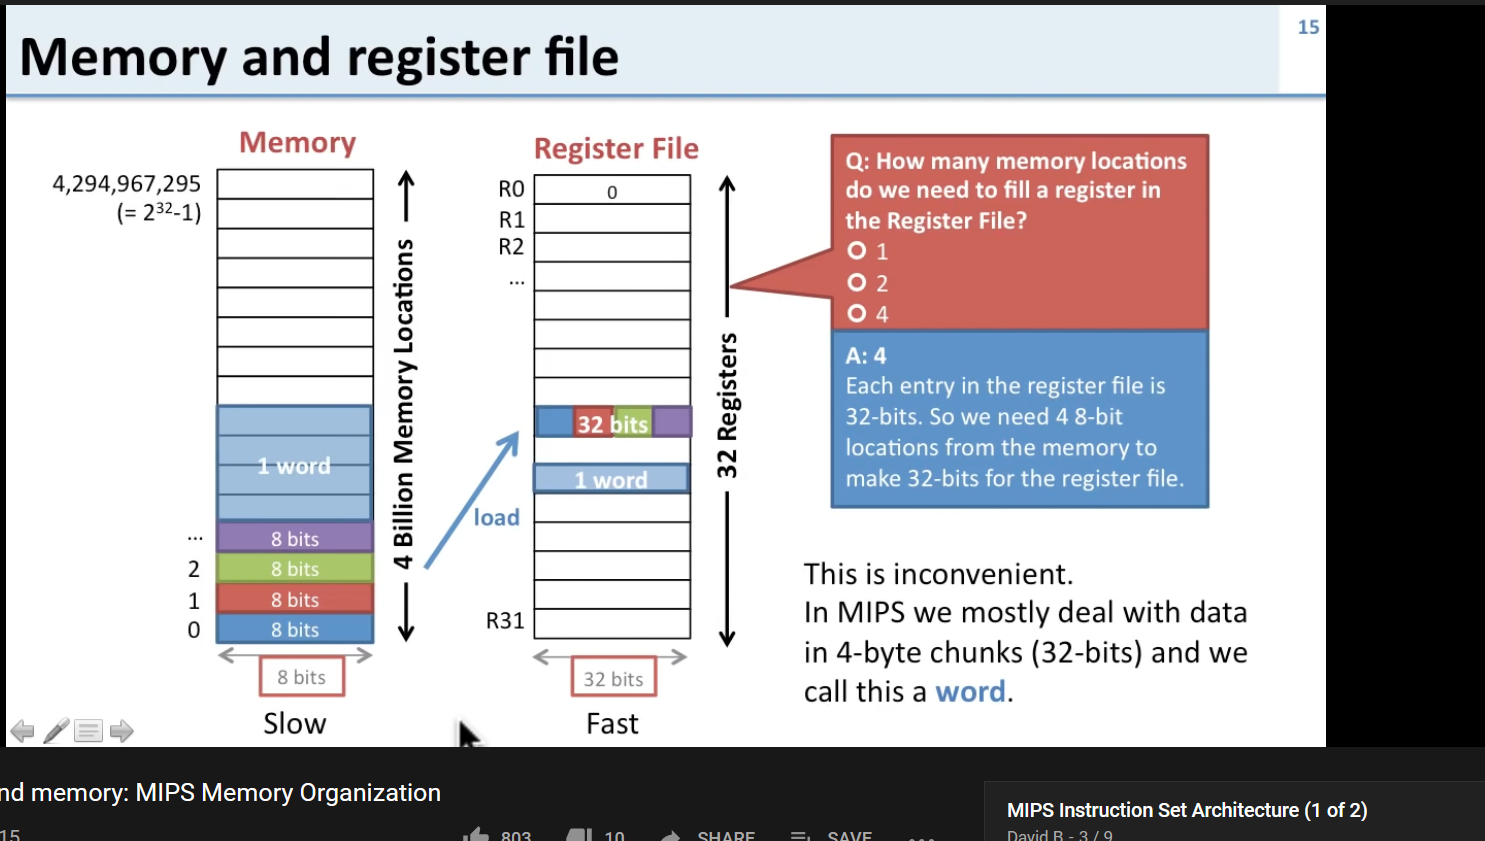 15
Memory and register file
Memory
4,294,967,295
(= 2³²-1)
...
2
1
0
1 word
8 bits
8 bits
8 bits
8 bits
8 bits
Slow
4 Billion Memory Locations
load
Register File
R0
R1
R2
...
R31
0
32 bits
1 word
32 bits
Fast
32 Registers
Q: How many memory locations
do we need to fill a register in
the Register File?
1
2
4
A: 4
Each entry in the register file is
32-bits. So we need 4 8-bit
locations from the memory to
make 32-bits for the register file.
This is inconvenient.
In MIPS we mostly deal with data
in 4-byte chunks (32-bits) and we
call this a word.
nd memory: MIPS Memory Organization
15
803
10
SHARE
SAVE
MIPS Instruction Set Architecture (1 of 2)
David B - 3 / 9